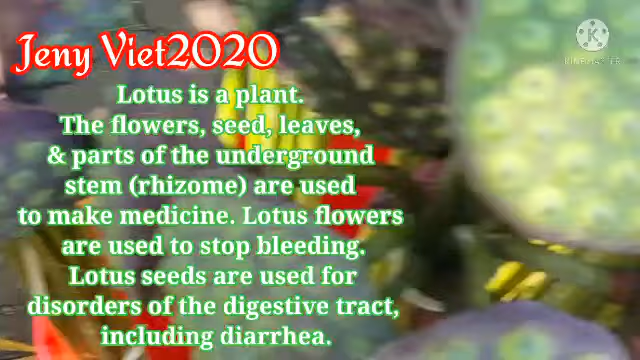 Jeny Viet2020
K
KINEMASTER
Lotus is a plant.
The flowers, seed, leaves,
& parts of the underground
stem (rhizome) are used
to make medicine. Lotus flowers
are used to stop bleeding.
Lotus seeds are used for
disorders of the digestive tract,
including diarrhea.